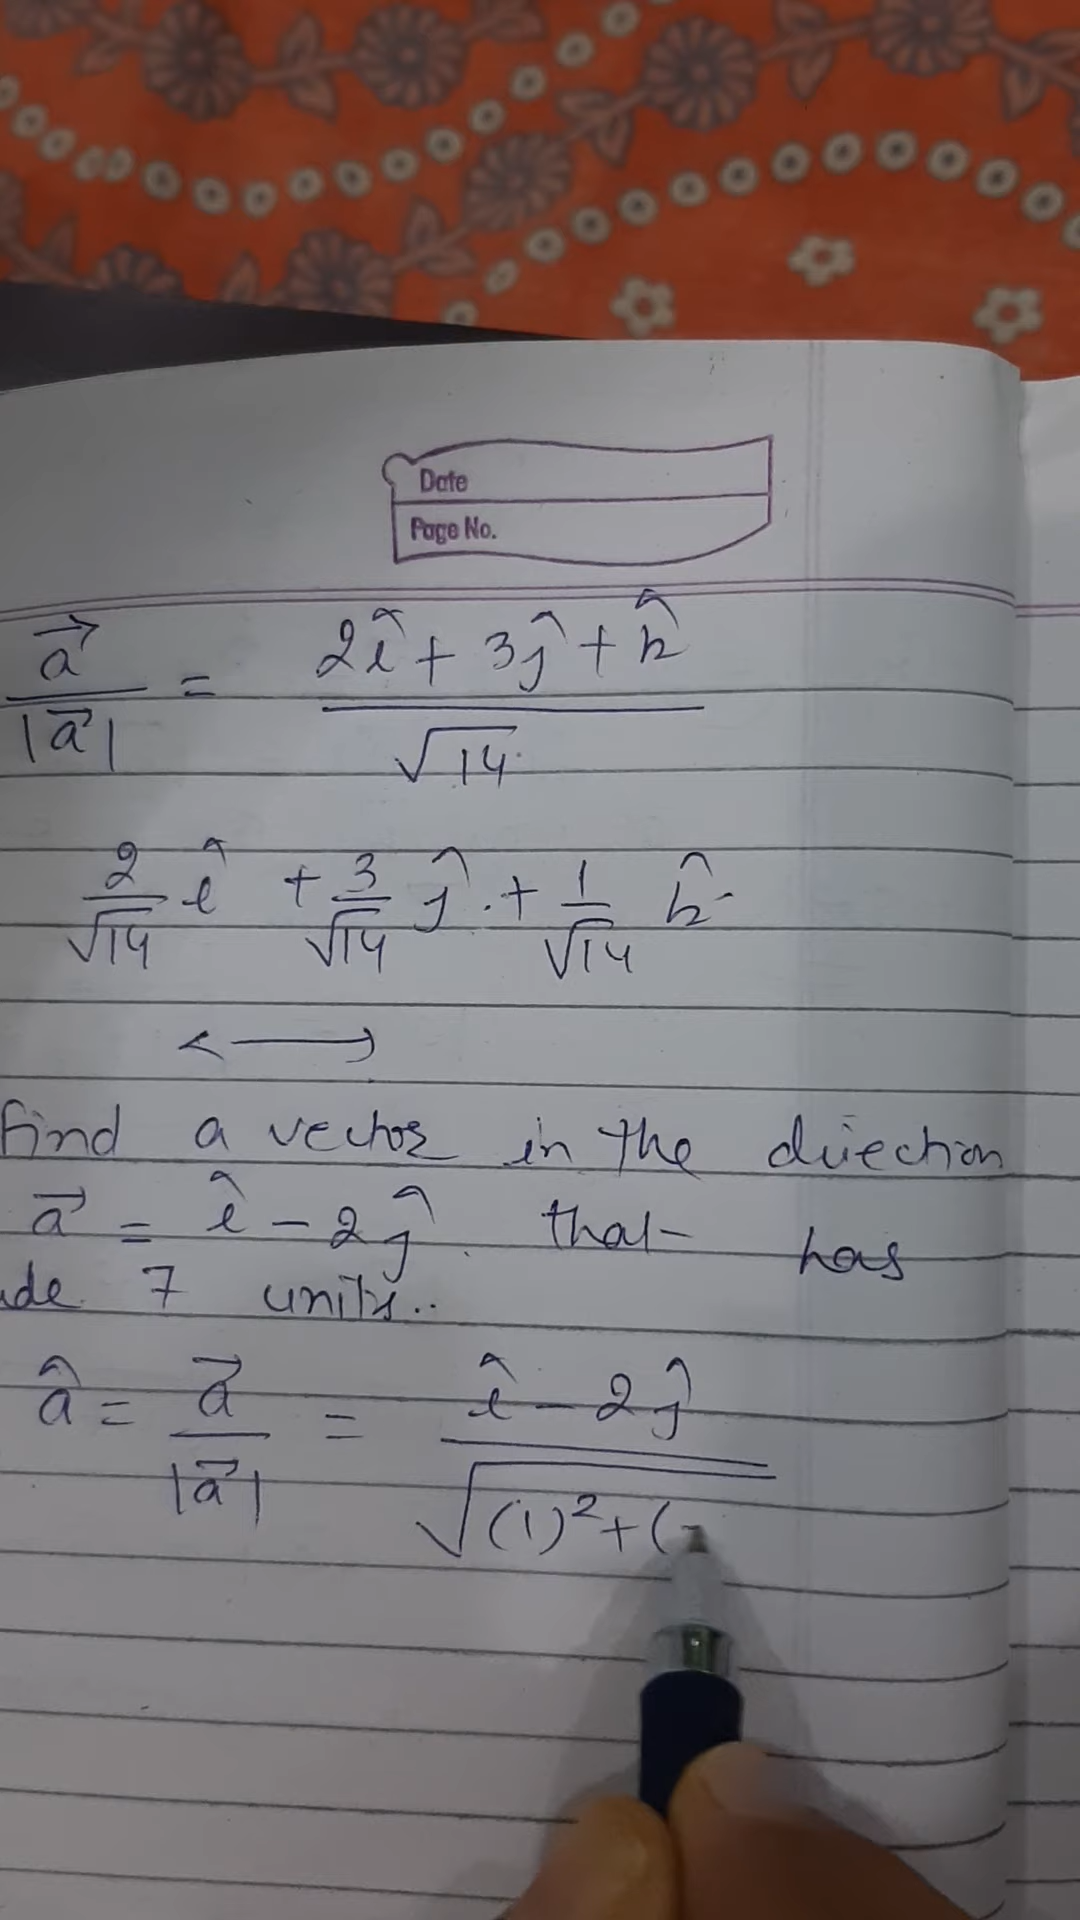 Date
Page No.
a⃗ / |a⃗| = 2î + 3ĵ + k̂ / √14
2/√14 î + 3/√14 ĵ . + 1/√14 k̂
<—>
find a vector in the direction
a⃗ = î - 2ĵ . that has
de 7 units..
â = a⃗ / |a⃗| = î - 2ĵ / √(1)² + (-